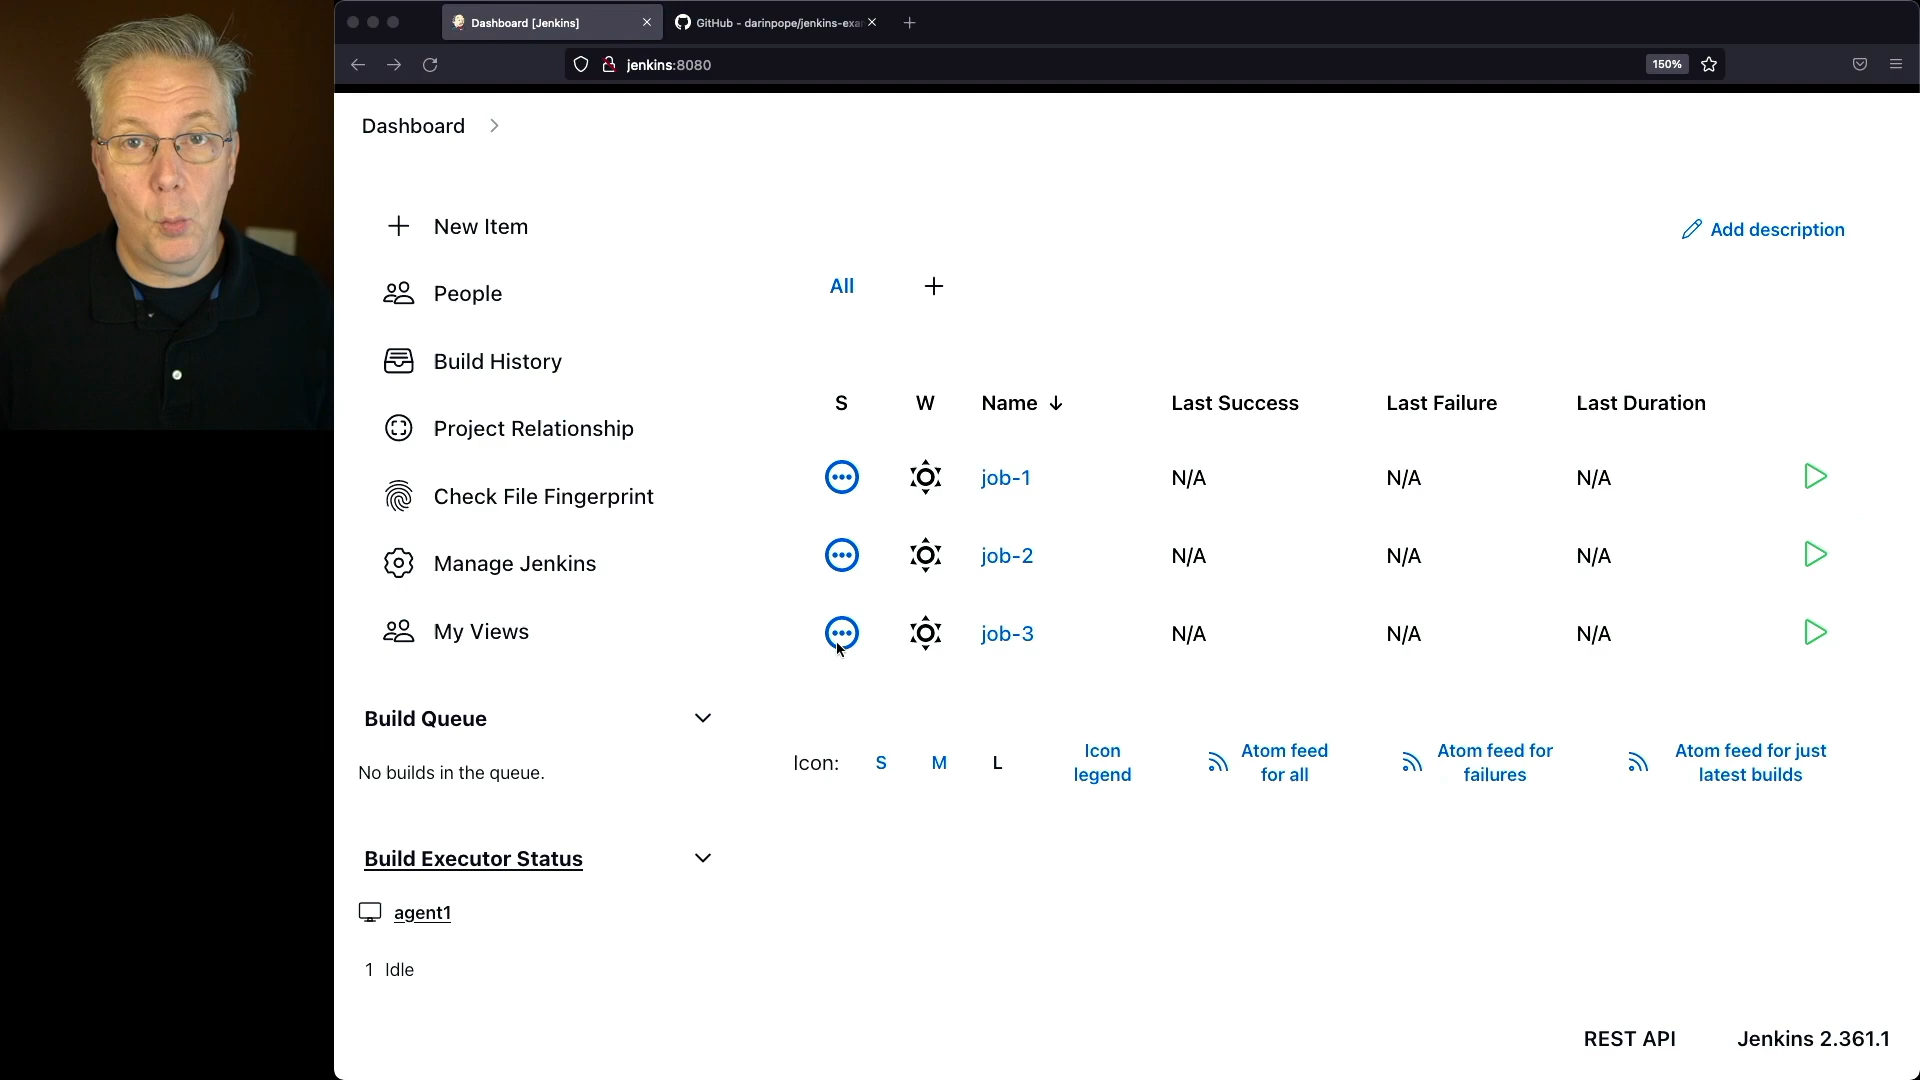 Dashboard [Jenkins]
GitHub - darinpope/jenkins-exa
jenkins:8080
150%
Dashboard
New Item
People
Build History
Project Relationship
Check File Fingerprint
Manage Jenkins
My Views
Build Queue
No builds in the queue.
Build Executor Status
agent1
1 Idle
Add description
All
S W Name ↓ Last Success Last Failure Last Duration
job-1 N/A N/A N/A
job-2 N/A N/A N/A
job-3 N/A N/A N/A
Icon: S M L
Icon
legend
Atom feed
for all
Atom feed for
failures
Atom feed for just
latest builds
REST API Jenkins 2.361.1